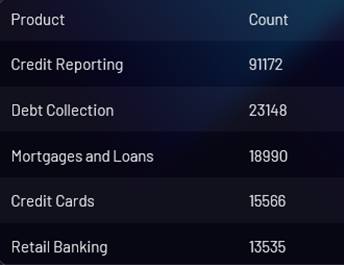 Product Count
Credit Reporting 91172
Debt Collection 23148
Mortgages and Loans 18990
Credit Cards 15566
Retail Banking 13535